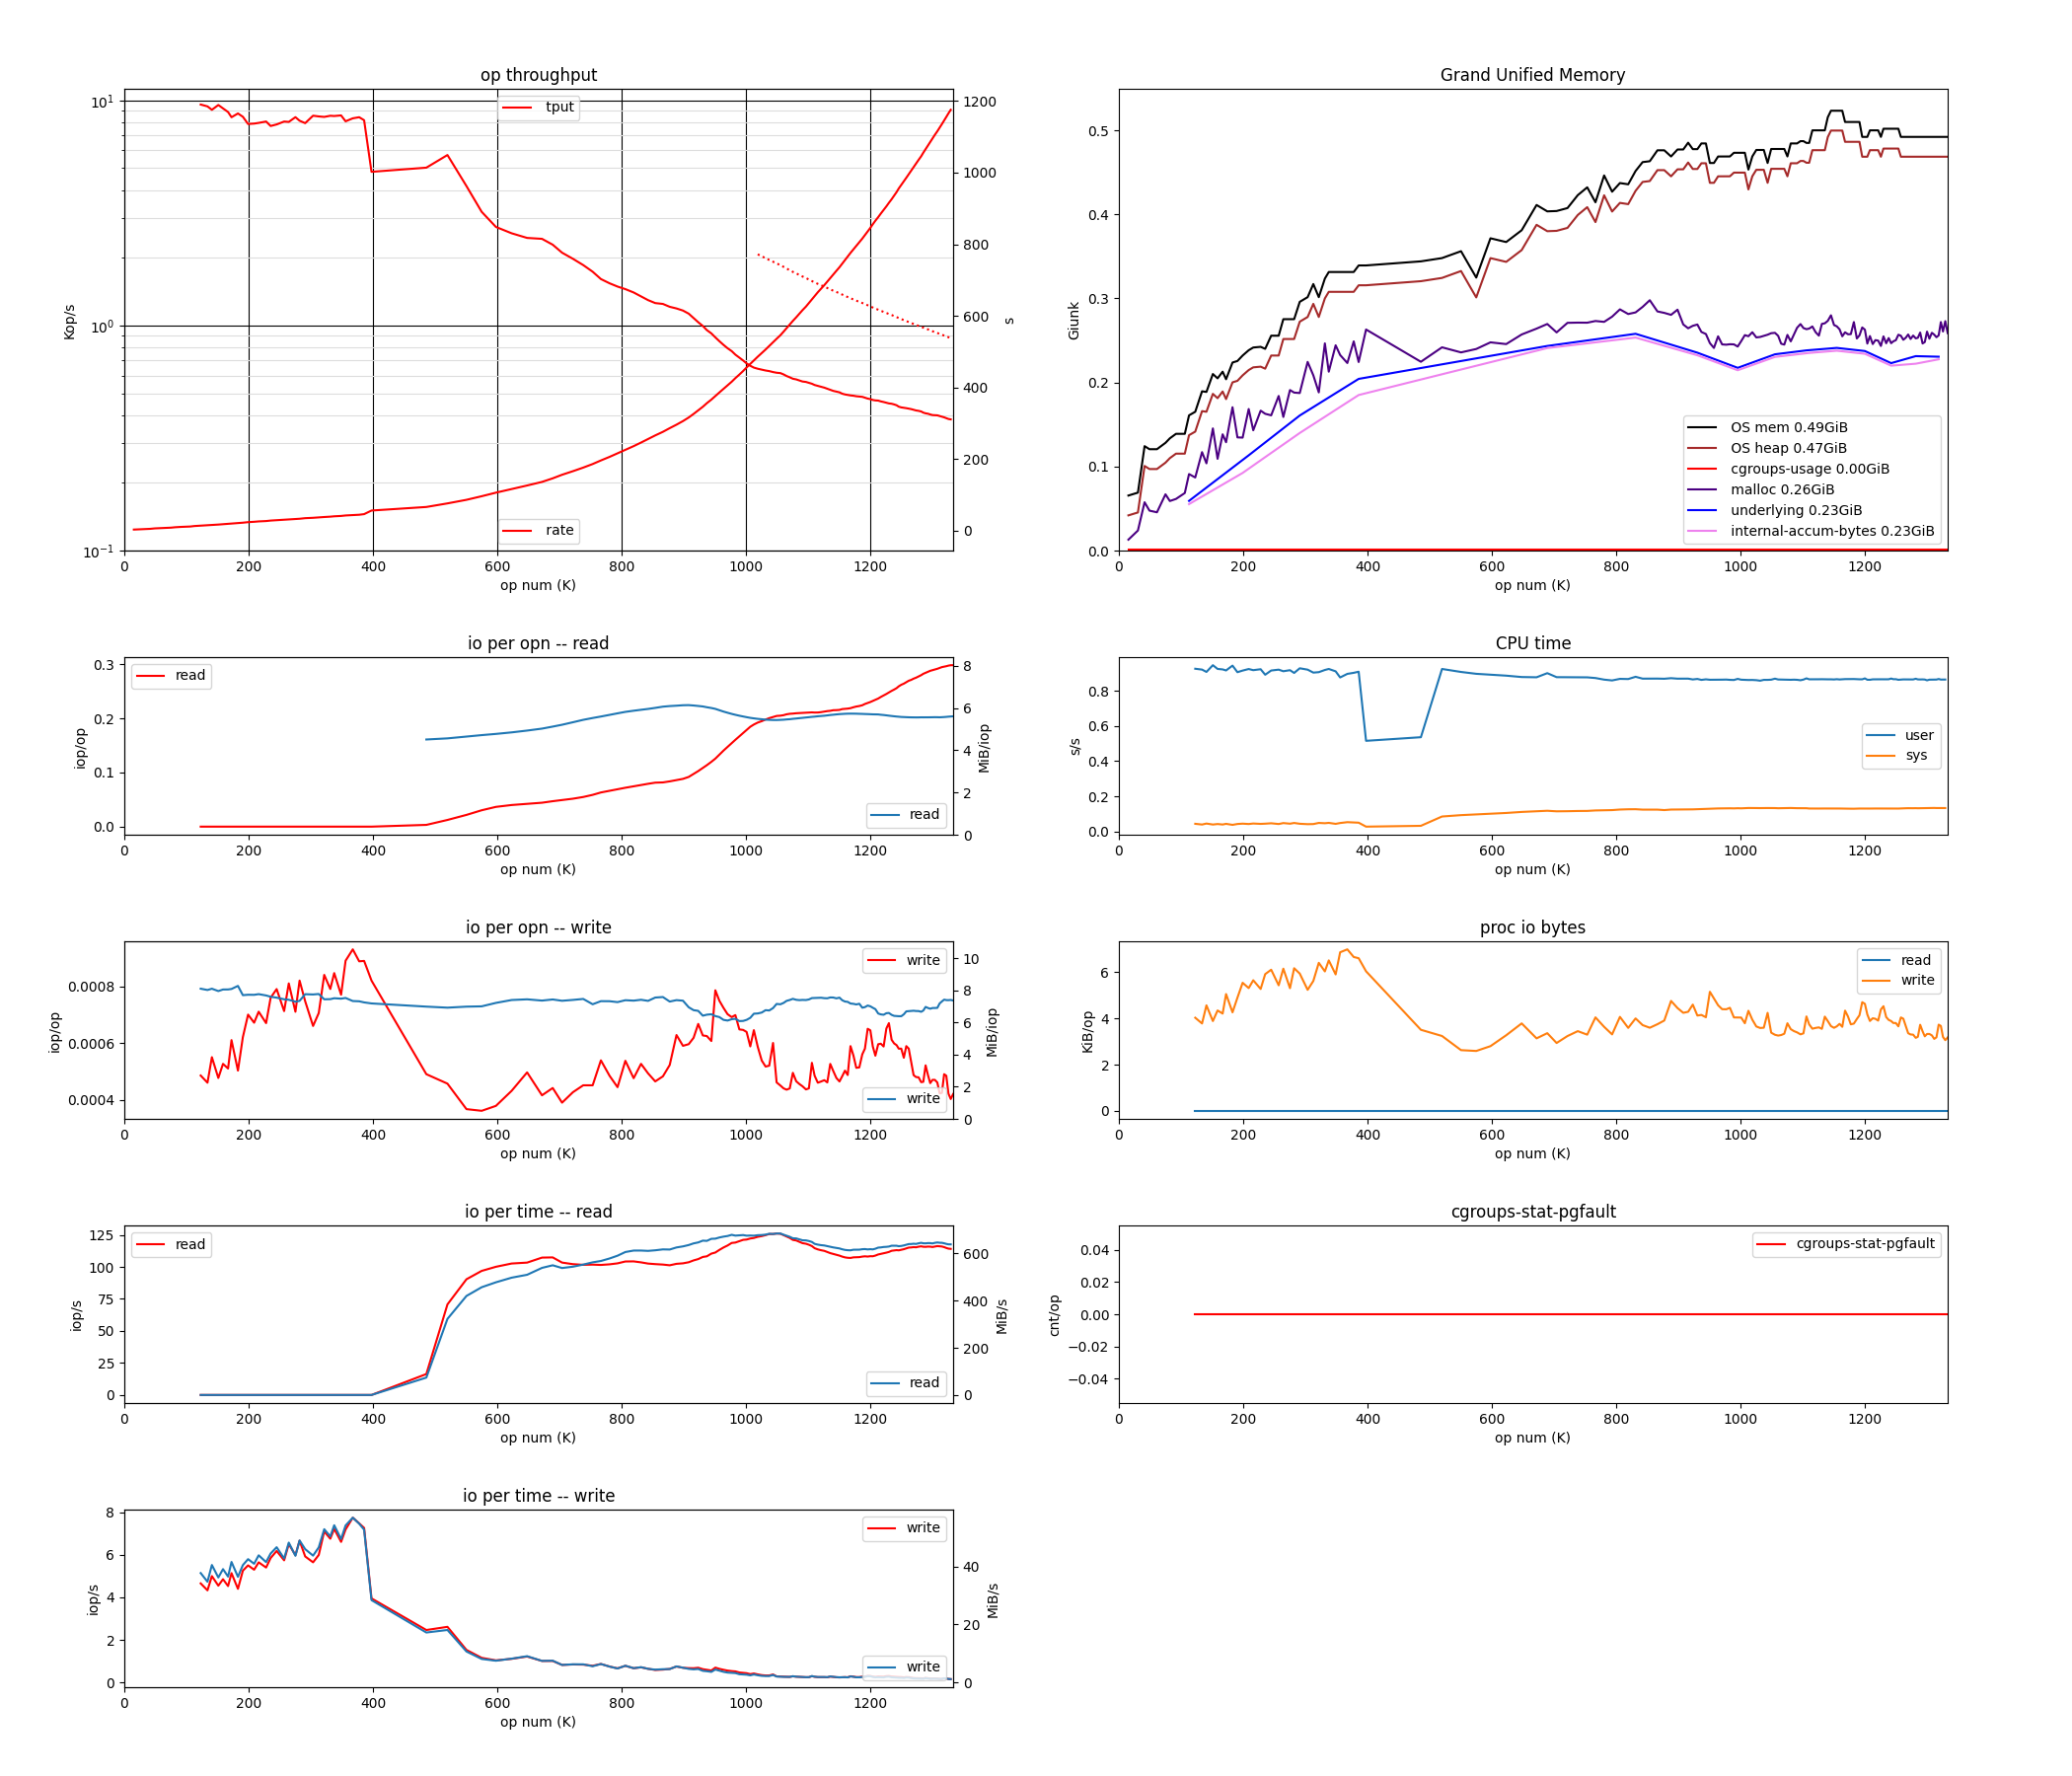 op throughput
10¹
10⁰
10⁻¹
Kop/s
tput
rate
1200
1000
800
600
400
200
0
s
0 200 400 600 800 1000 1200
op num (K)
Grand Unified Memory
0.5
0.4
0.3
0.2
0.1
0.0
Giunk
OS mem 0.49GiB
OS heap 0.47GiB
cgroups-usage 0.00GiB
malloc 0.26GiB
underlying 0.23GiB
internal-accum-bytes 0.23GiB
0 200 400 600 800 1000 1200
op num (K)
io per opn -- read
0.3
0.2
0.1
0.0
iop/op
read
read
8
6
4
2
0
MiB/iop
0 200 400 600 800 1000 1200
op num (K)
CPU time
0.8
0.6
0.4
0.2
0.0
s/s
user
sys
0 200 400 600 800 1000 1200
op num (K)
io per opn -- write
0.0008
0.0006
0.0004
iop/op
write
write
10
8
6
4
2
0
MiB/iop
0 200 400 600 800 1000 1200
op num (K)
proc io bytes
6
4
2
0
KiB/op
read
write
0 200 400 600 800 1000 1200
op num (K)
io per time -- read
125
100
75
50
25
0
iop/s
read
read
600
400
200
0
MiB/s
0 200 400 600 800 1000 1200
op num (K)
cgroups-stat-pgfault
0.04
0.02
0.00
−0.02
−0.04
cnt/op
cgroups-stat-pgfault
0 200 400 600 800 1000 1200
op num (K)
io per time -- write
8
6
4
2
0
iop/s
write
write
40
20
0
MiB/s
0 200 400 600 800 1000 1200
op num (K)